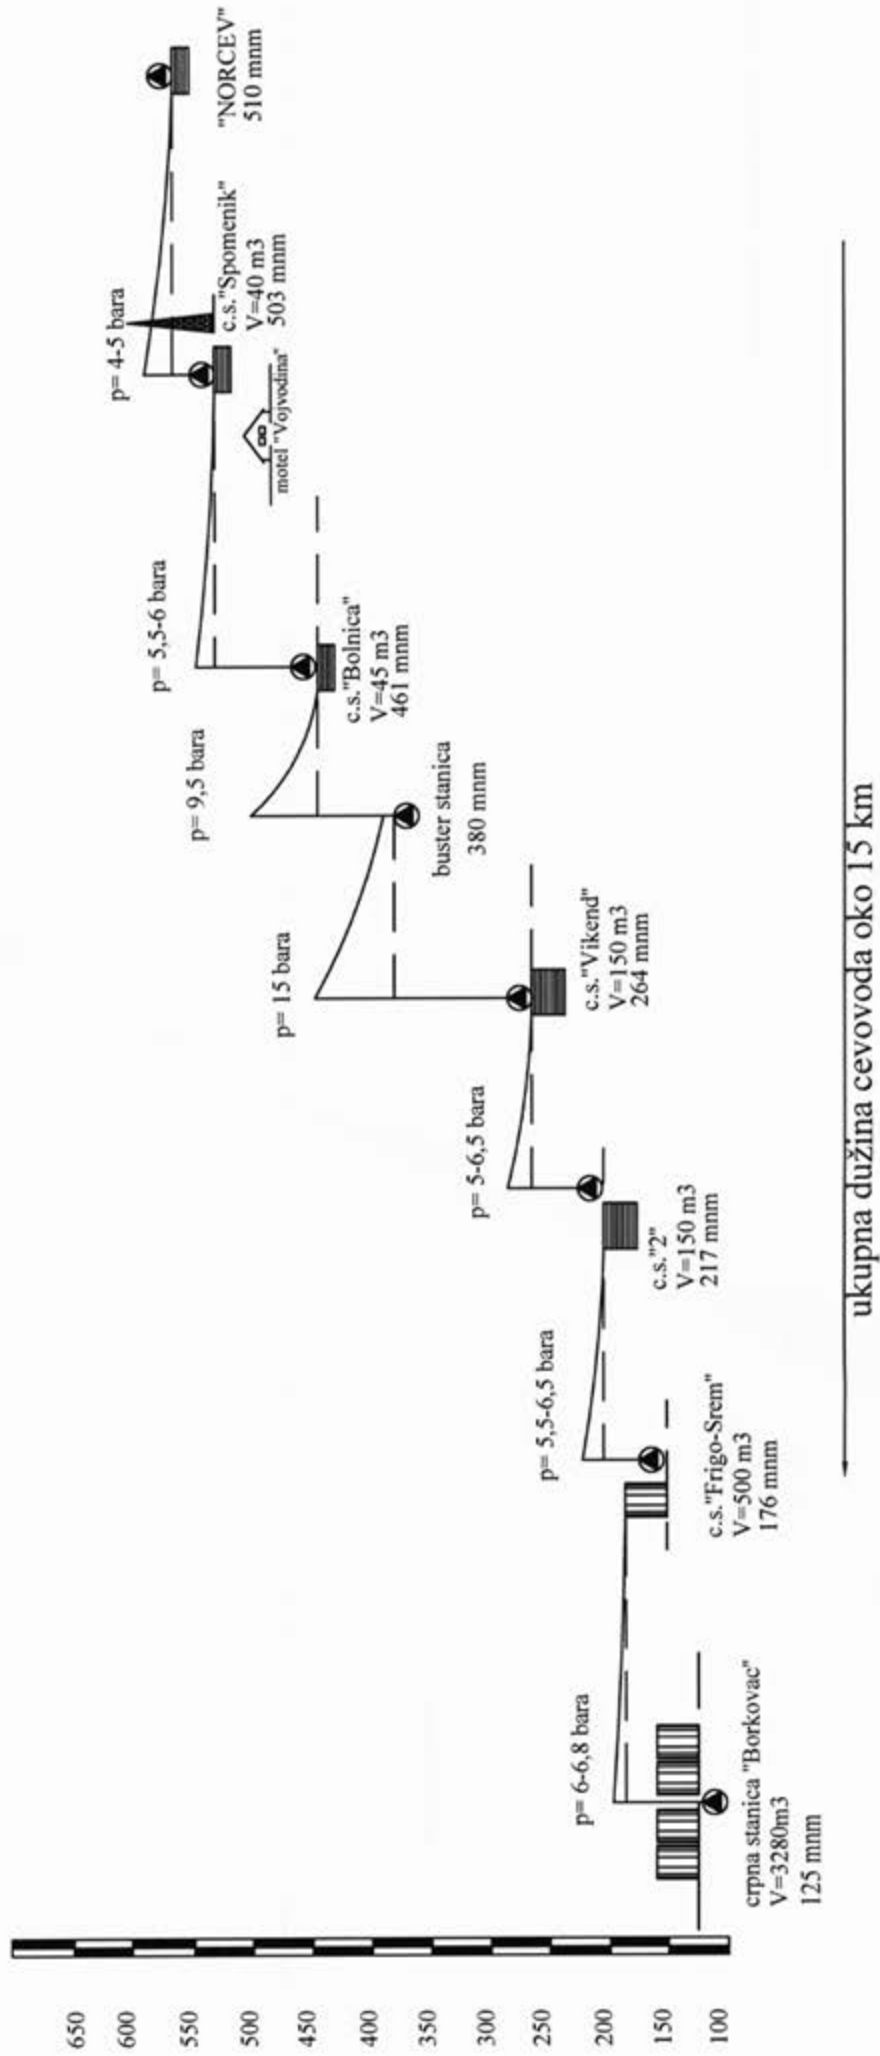 650
600
550
500
450
400
350
300
250
200
150
100
p= 6-6,8 bara
crpna stanica "Borkovac"
V=3280m3
125 mnm
p= 5,5-6,5 bara
c.s."Frigo-Srem"
V=500 m3
176 mnm
p= 5-6,5 bara
c.s."2"
V=150 m3
217 mnm
p= 15 bara
c.s."Vikend"
V=150 m3
264 mnm
p= 9,5 bara
buster stanica
380 mnm
p= 5,5-6 bara
c.s."Bolnica"
V=45 m3
461 mnm
motel "Vojvodina"
p= 4-5 bara
c.s."Spomenik"
V=40 m3
503 mnm
"NORCEV"
510 mnm
ukupna dužina cevovoda oko 15 km